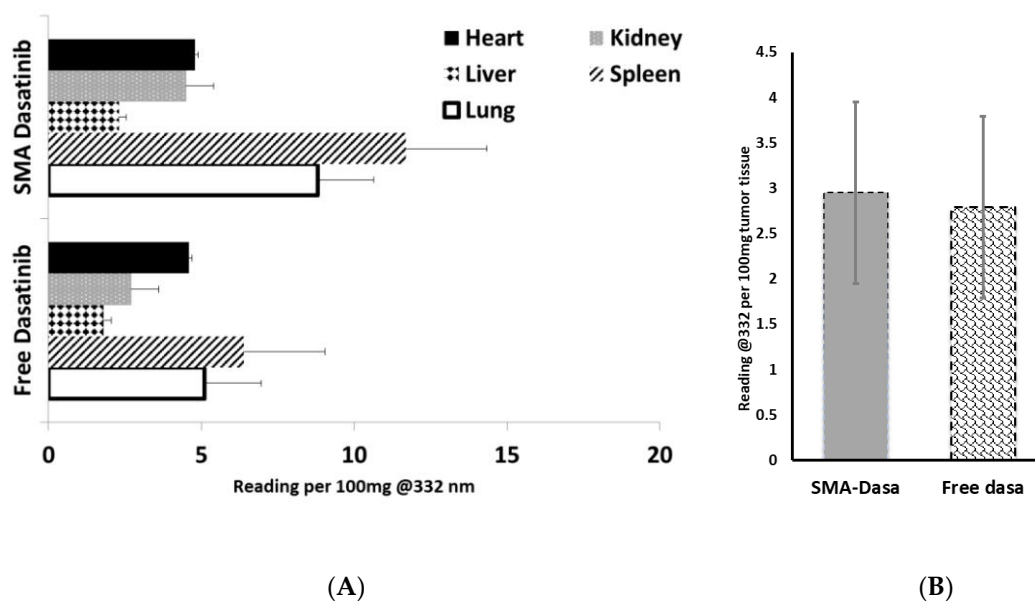 SMA Dasatinib
Free Dasatinib
Heart
Kidney
Liver
Spleen
Lung
0 5 10 15 20
Reading per 100mg @332 nm
(A)
Reading @332 per 100mg tumor tissue
4.5
4
3.5
3
2.5
2
1.5
1
0.5
0
SMA-Dasa Free dasa
(B)